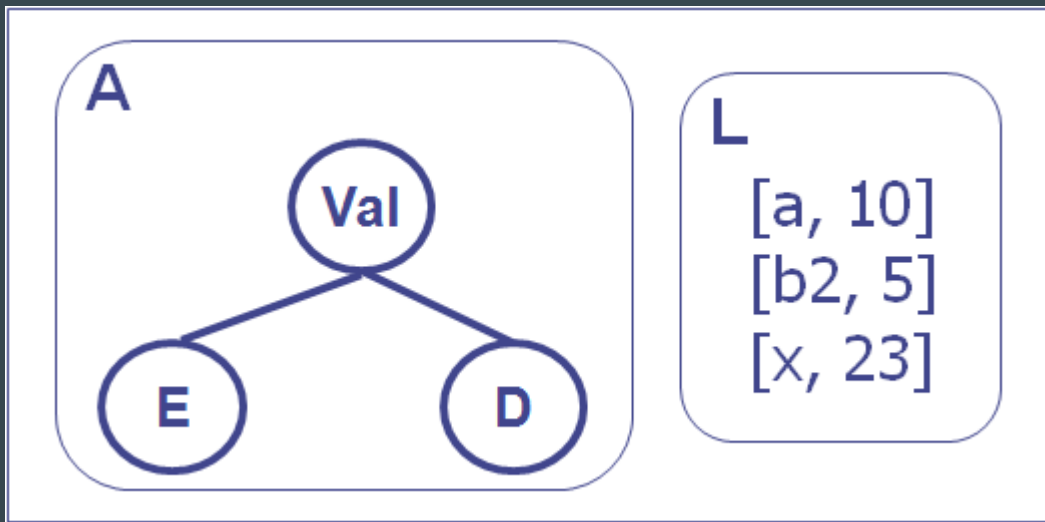 A
Val
E
D
L
[a, 10]
[b2, 5]
[x, 23]